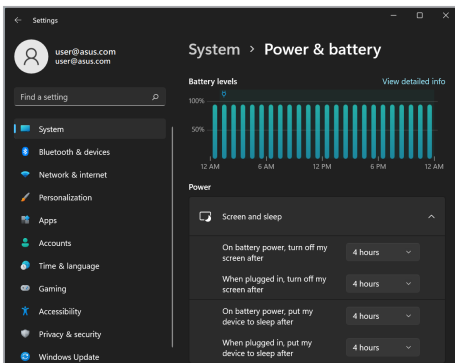 Settings
user@asus.com
user@asus.com
Find a setting
System
Bluetooth & devices
Network & internet
Personalization
Apps
Accounts
Time & language
Gaming
Accessibility
Privacy & security
Windows Update
System > Power & battery
Battery levels
View detailed info
100%
50%
12 AM 6 AM 12 PM 6 PM 12 AM
Power
Screen and sleep
On battery power, turn off my
screen after
4 hours
When plugged in, turn off my
screen after
4 hours
On battery power, put my
device to sleep after
4 hours
When plugged in, put my
device to sleep after
4 hours